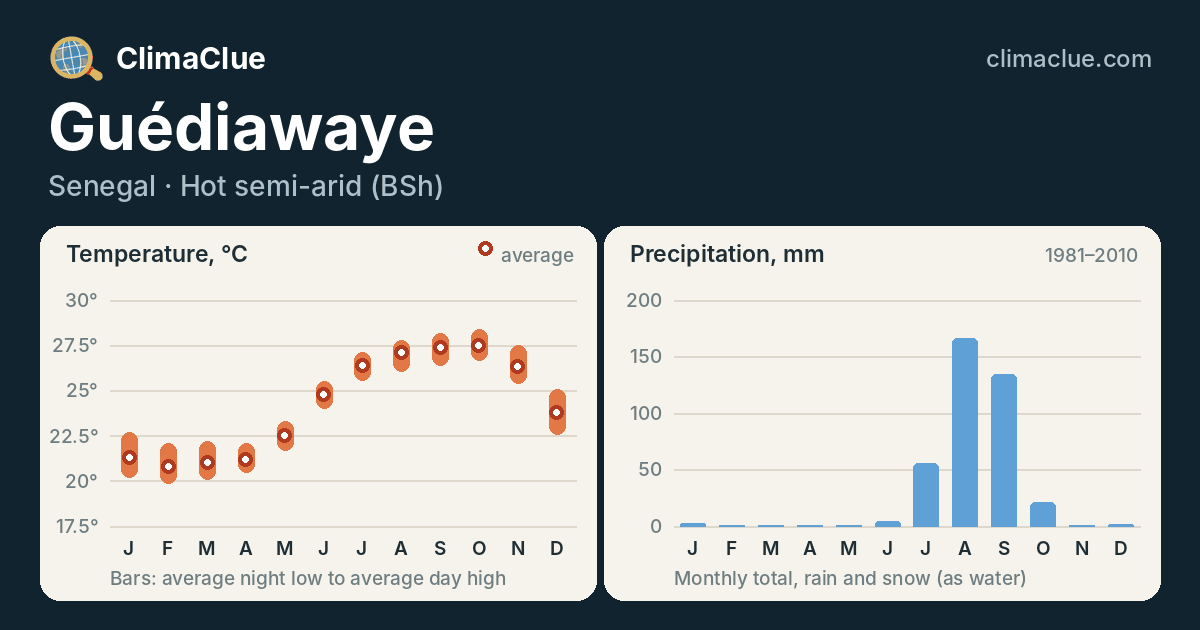 ClimaClue
climaclue.com
Guédiawaye
Senegal · Hot semi-arid (BSh)
Temperature, °C
average
30°
27.5°
25°
22.5°
20°
17.5°
J F M A M J J A S O N D
Bars: average night low to average day high
Precipitation, mm
1981–2010
200
150
100
50
0
J F M A M J J A S O N D
Monthly total, rain and snow (as water)